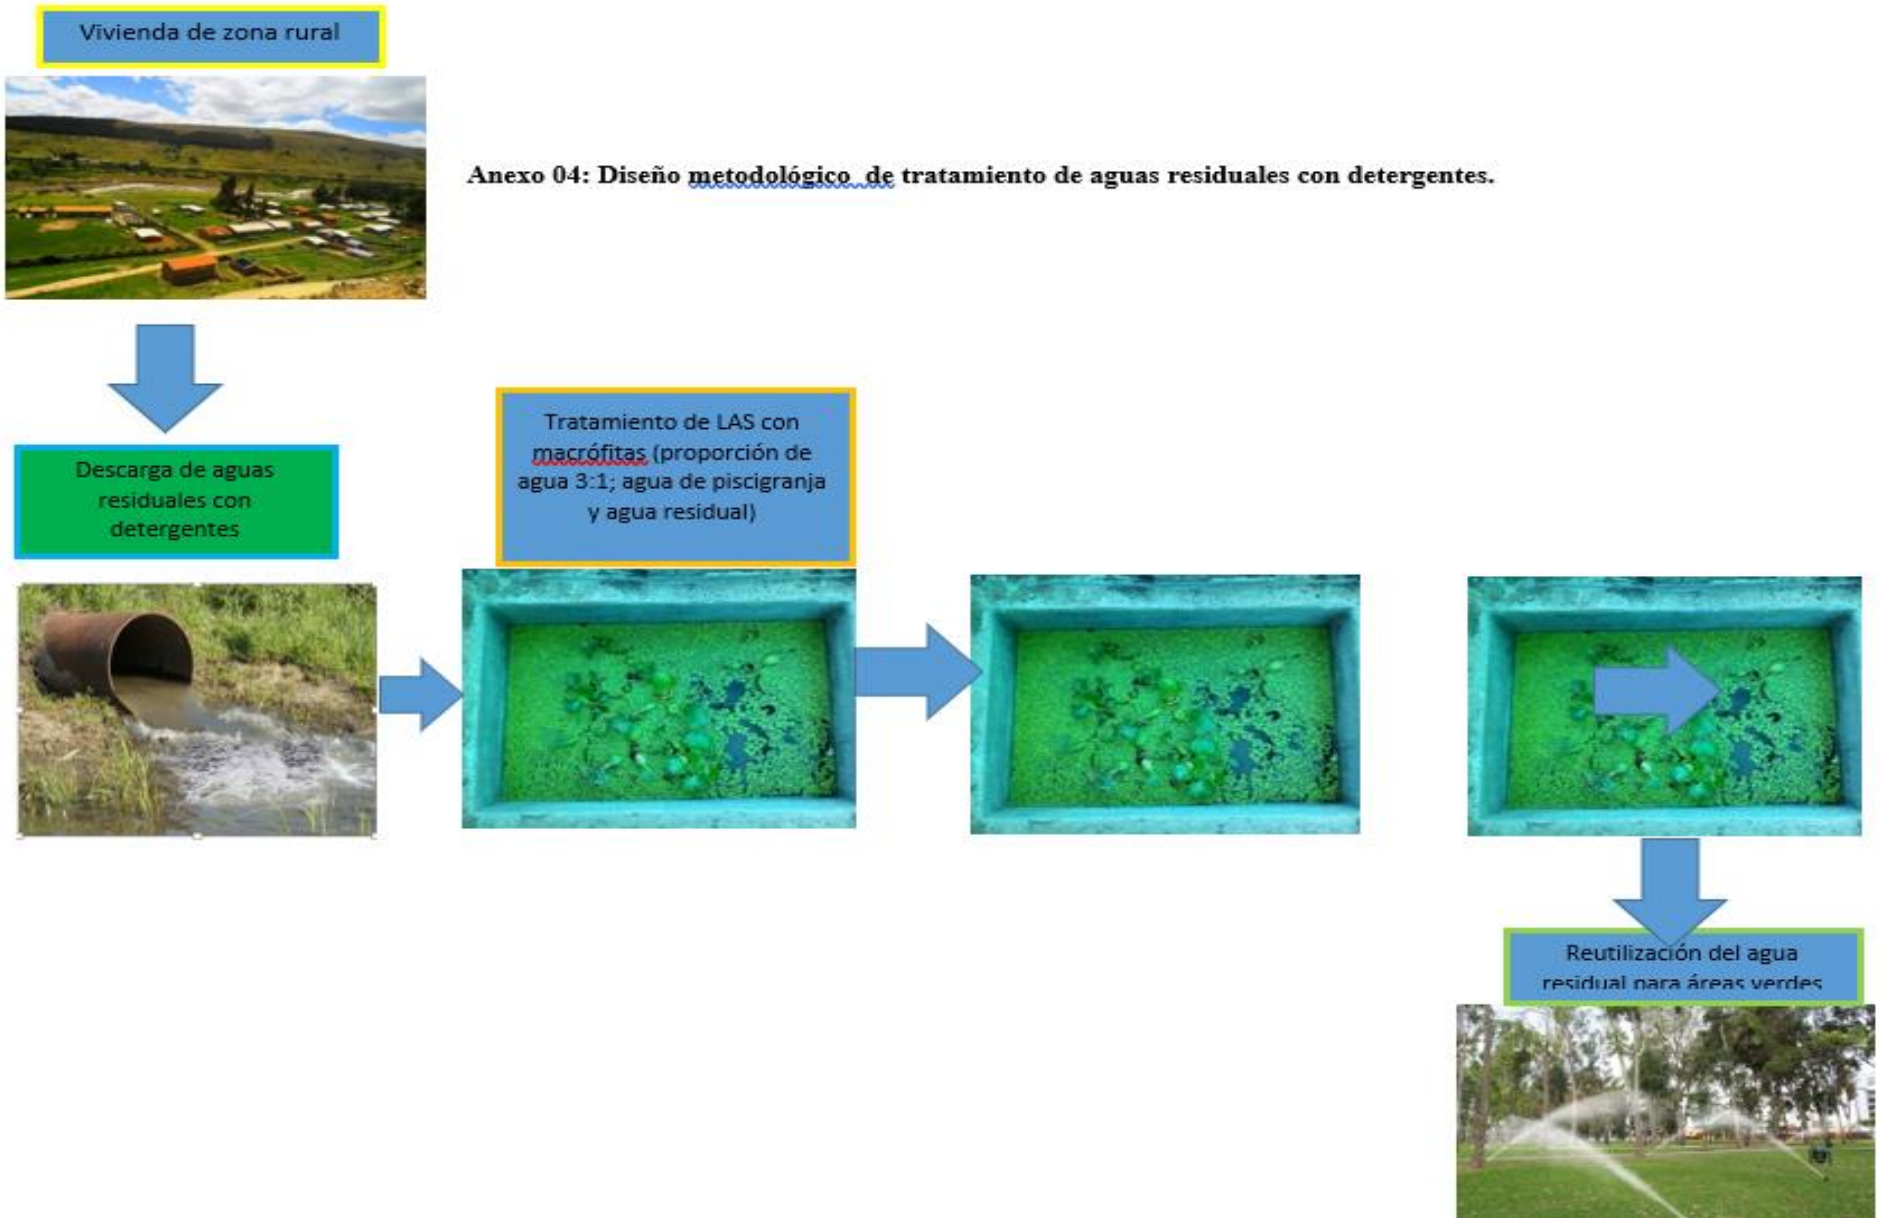 Vivienda de zona rural
Anexo 04: Diseño metodológico de tratamiento de aguas residuales con detergentes.
Descarga de aguas
residuales con
detergentes
Tratamiento de LAS con
macrófitas (proporción de
agua 3:1; agua de piscigranja
y agua residual)
Reutilización del agua
residual para áreas verdes